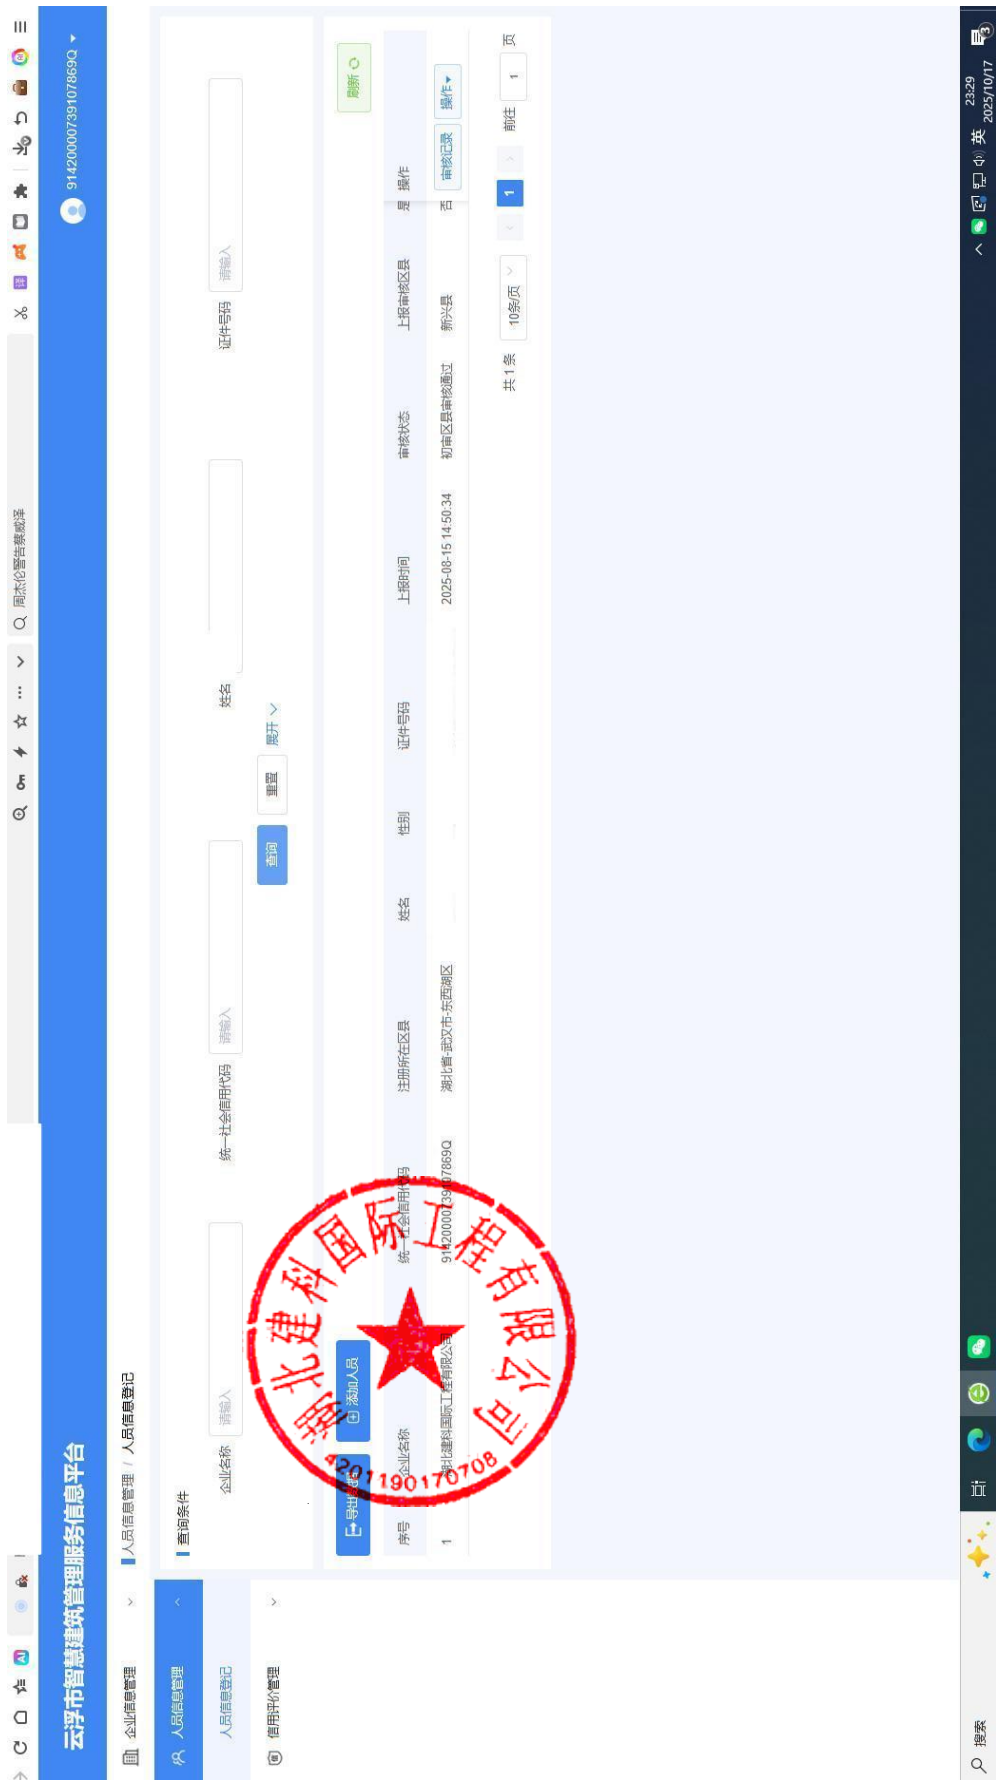 周杰伦警告蔡威泽
云浮市智慧建筑管理服务信息平台
91420000739107869Q
企业信息管理
人员信息管理
人员信息登记
信用评价管理
人员信息管理 / 人员信息登记
查询条件
企业名称 请输入
统一社会信用代码 请输入
姓名
证件号码 请输入
查询 重置 展开
导出 添加人员
刷新
序号 企业名称 统一社会信用代码 注册所在区县 姓名 性别 证件号码 上报时间 审核状态 上报审核区县 是 操作
1 湖北建科国际工程有限公司 91420000739107869Q 湖北省-武汉市-东西湖区 2025-08-15 14:50:34 初审区县审核通过 新兴县 否 审核记录 操作
共 1 条 10条/页 1 前往 1 页
湖北建科国际工程有限公司
4201190170708
搜索
英
23:29
2025/10/17
3